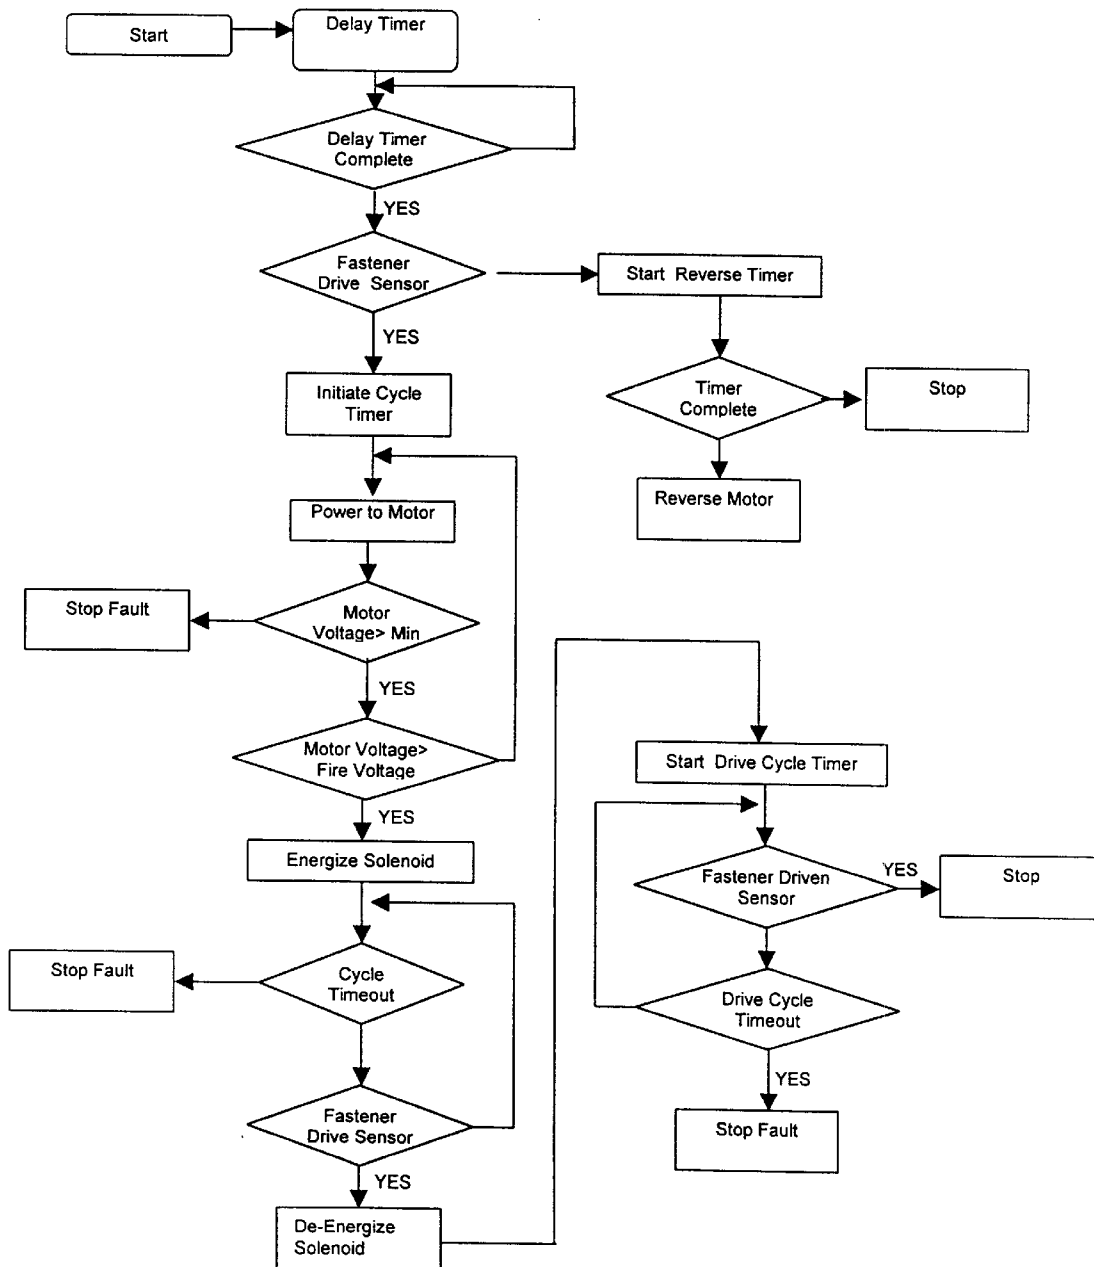 Start
Delay Timer
Delay Timer
Complete
YES
Fastener
Drive Sensor
Start Reverse Timer
YES
Initiate Cycle
Timer
Timer
Complete
Stop
Reverse Motor
Power to Motor
Stop Fault
Motor
Voltage> Min
YES
Motor Voltage>
Fire Voltage
YES
Energize Solenoid
Stop Fault
Cycle
Timeout
Fastener
Drive Sensor
YES
De-Energize
Solenoid
Start Drive Cycle Timer
Fastener Driven
Sensor
YES
Stop
Drive Cycle
Timeout
YES
Stop Fault